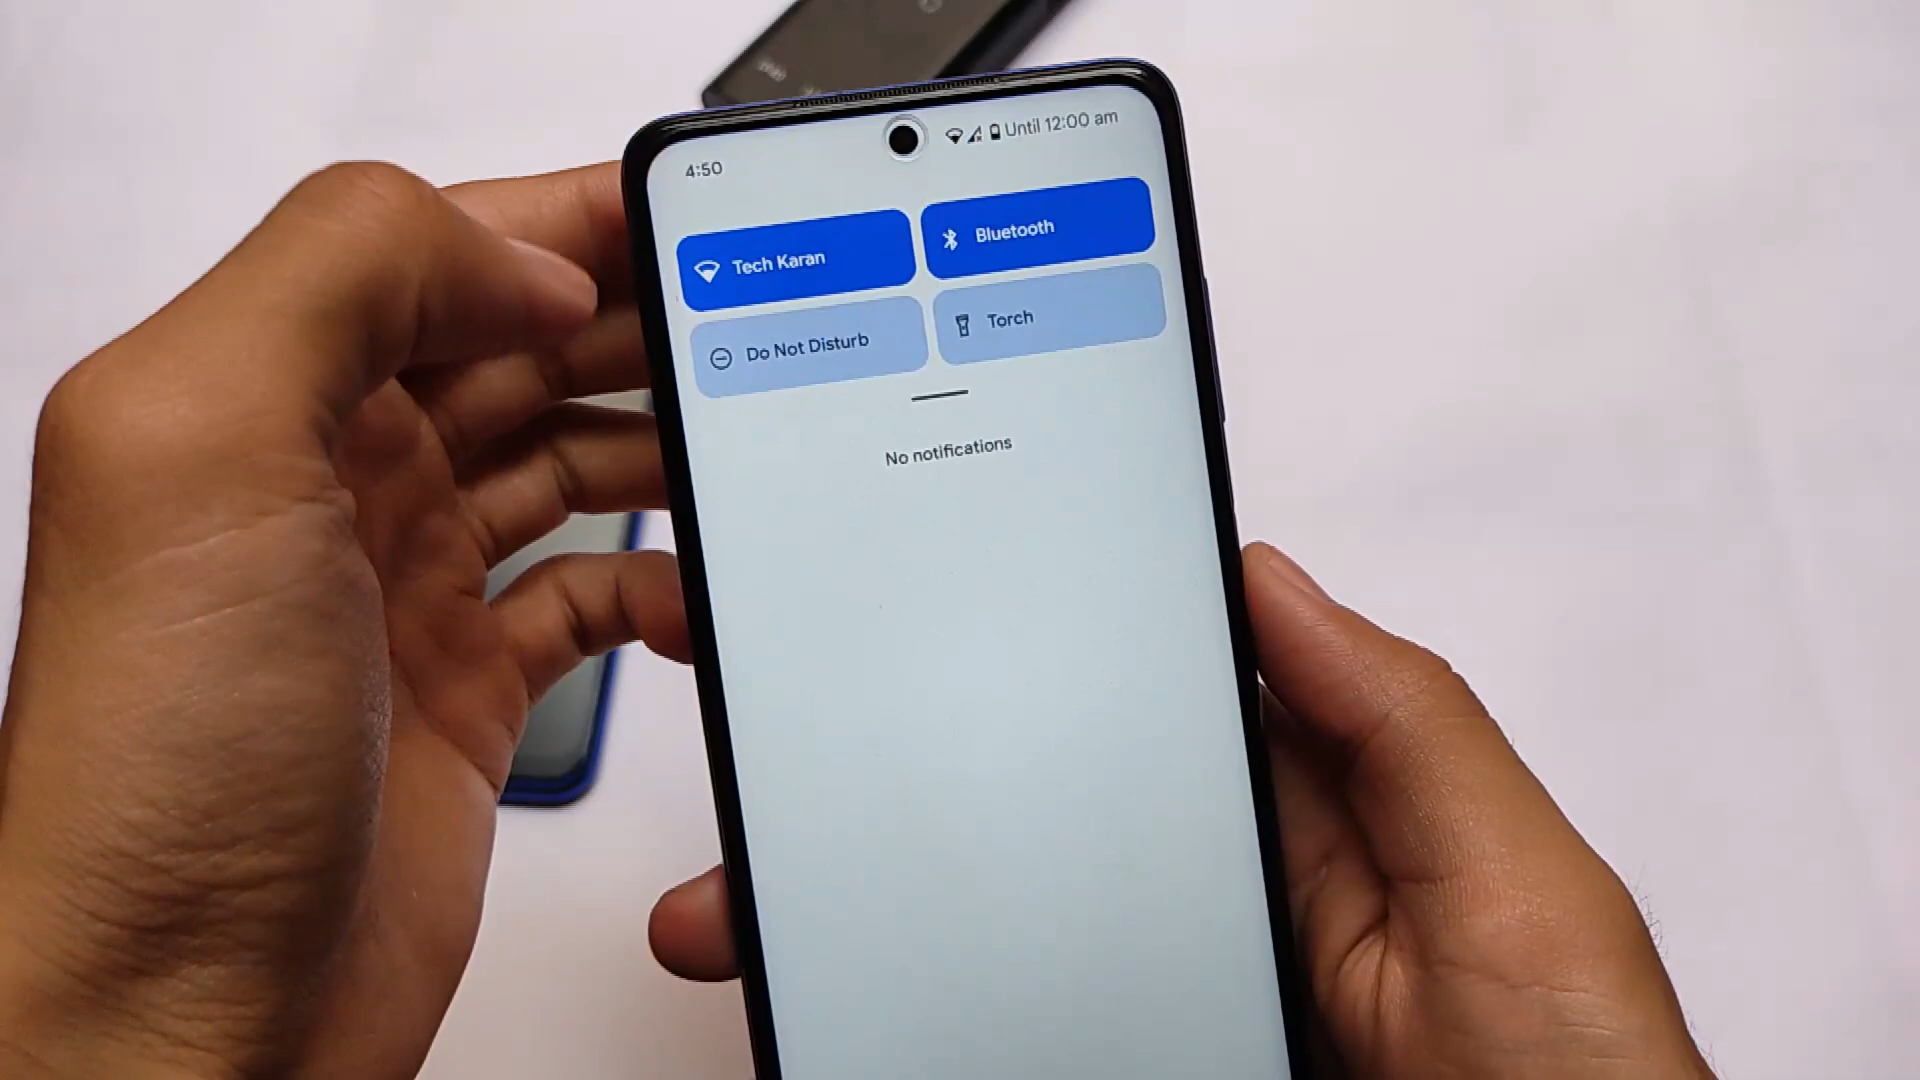 4:50
Until 12:00 am
Tech Karan
Bluetooth
Do Not Disturb
Torch
No notifications